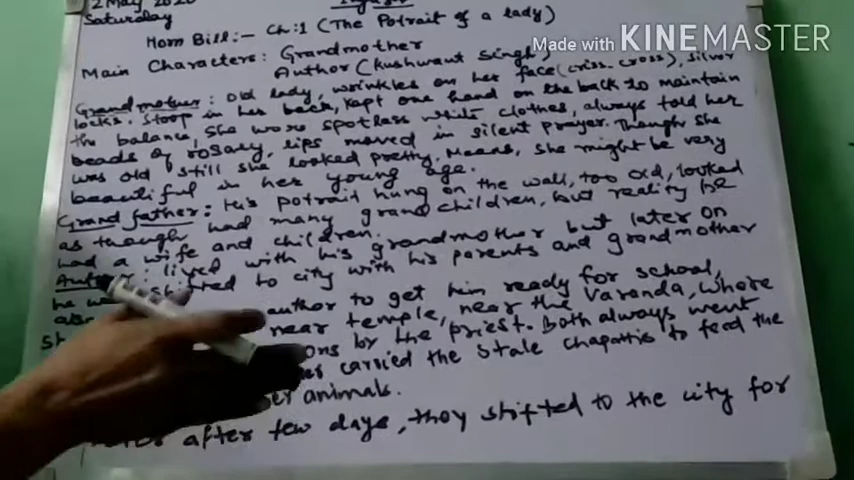 2 May 2020
Saturday
Horn Bill:- Ch:1 (The Potrait of a lady)
Main Characters: Grandmother
Author (Kushwant Singh)
Made with KINEMASTER
Grandmother: old lady, wrinkles on her face (criss-cross), silver
locks. Stoop in her back, kept one hand on the back to maintain
the balance, she wore spotless white clothes, always told her
beads of rosary, lips moved in silent prayer. Though she
was old still she looked pretty. Means, she might be very
beautiful in her young age.
Grand father: His potrait hung on the wall, too old, looked
as though had many grand children, but reality he
had a wife and children.
Author: lived with his grandmother but later on
he was shifted to city with his parents and grandmother
also
author to get him ready for school,
near temple, near the Varanda, where
by the priest. Both always went
carried the stale chapattis to feed the
animals.
after few days, they shifted to the city for